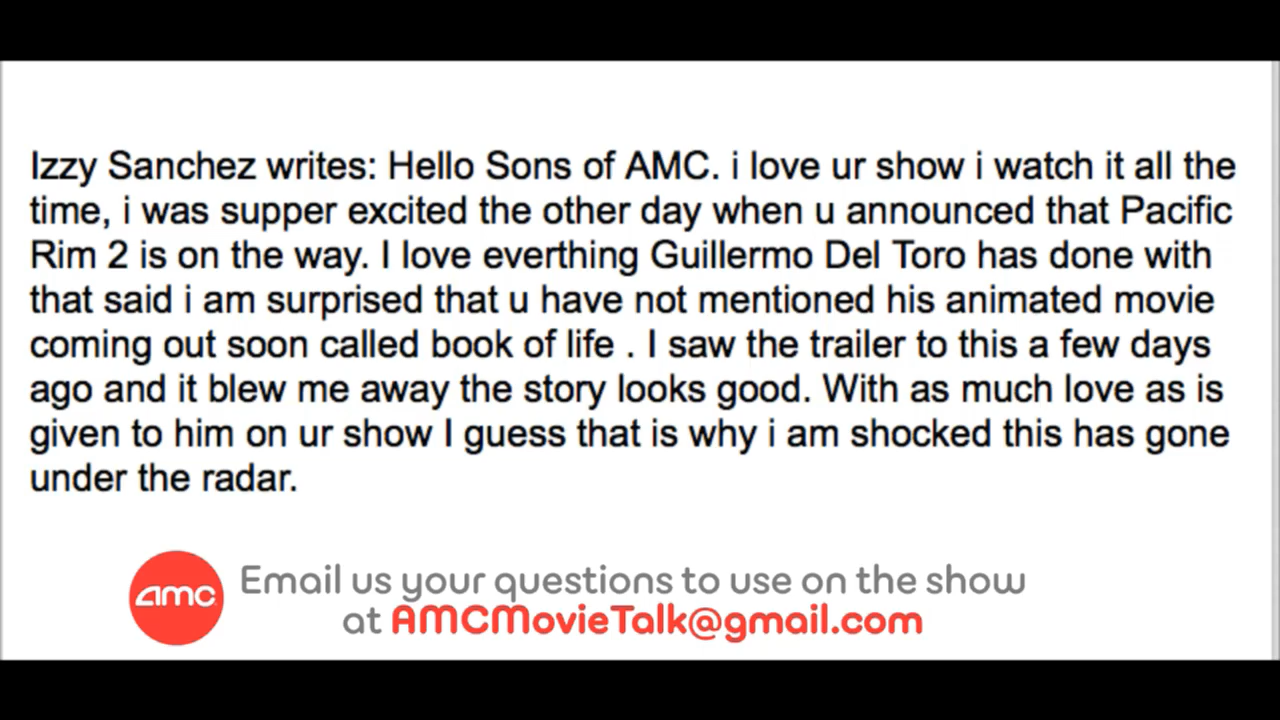 Izzy Sanchez writes: Hello Sons of AMC. i love ur show i watch it all the
time, i was supper excited the other day when u announced that Pacific
Rim 2 is on the way. I love everthing Guillermo Del Toro has done with
that said i am surprised that u have not mentioned his animated movie
coming out soon called book of life . I saw the trailer to this a few days
ago and it blew me away the story looks good. With as much love as is
given to him on ur show I guess that is why i am shocked this has gone
under the radar.
amc
Email us your questions to use on the show
at AMCMovieTalk@gmail.com